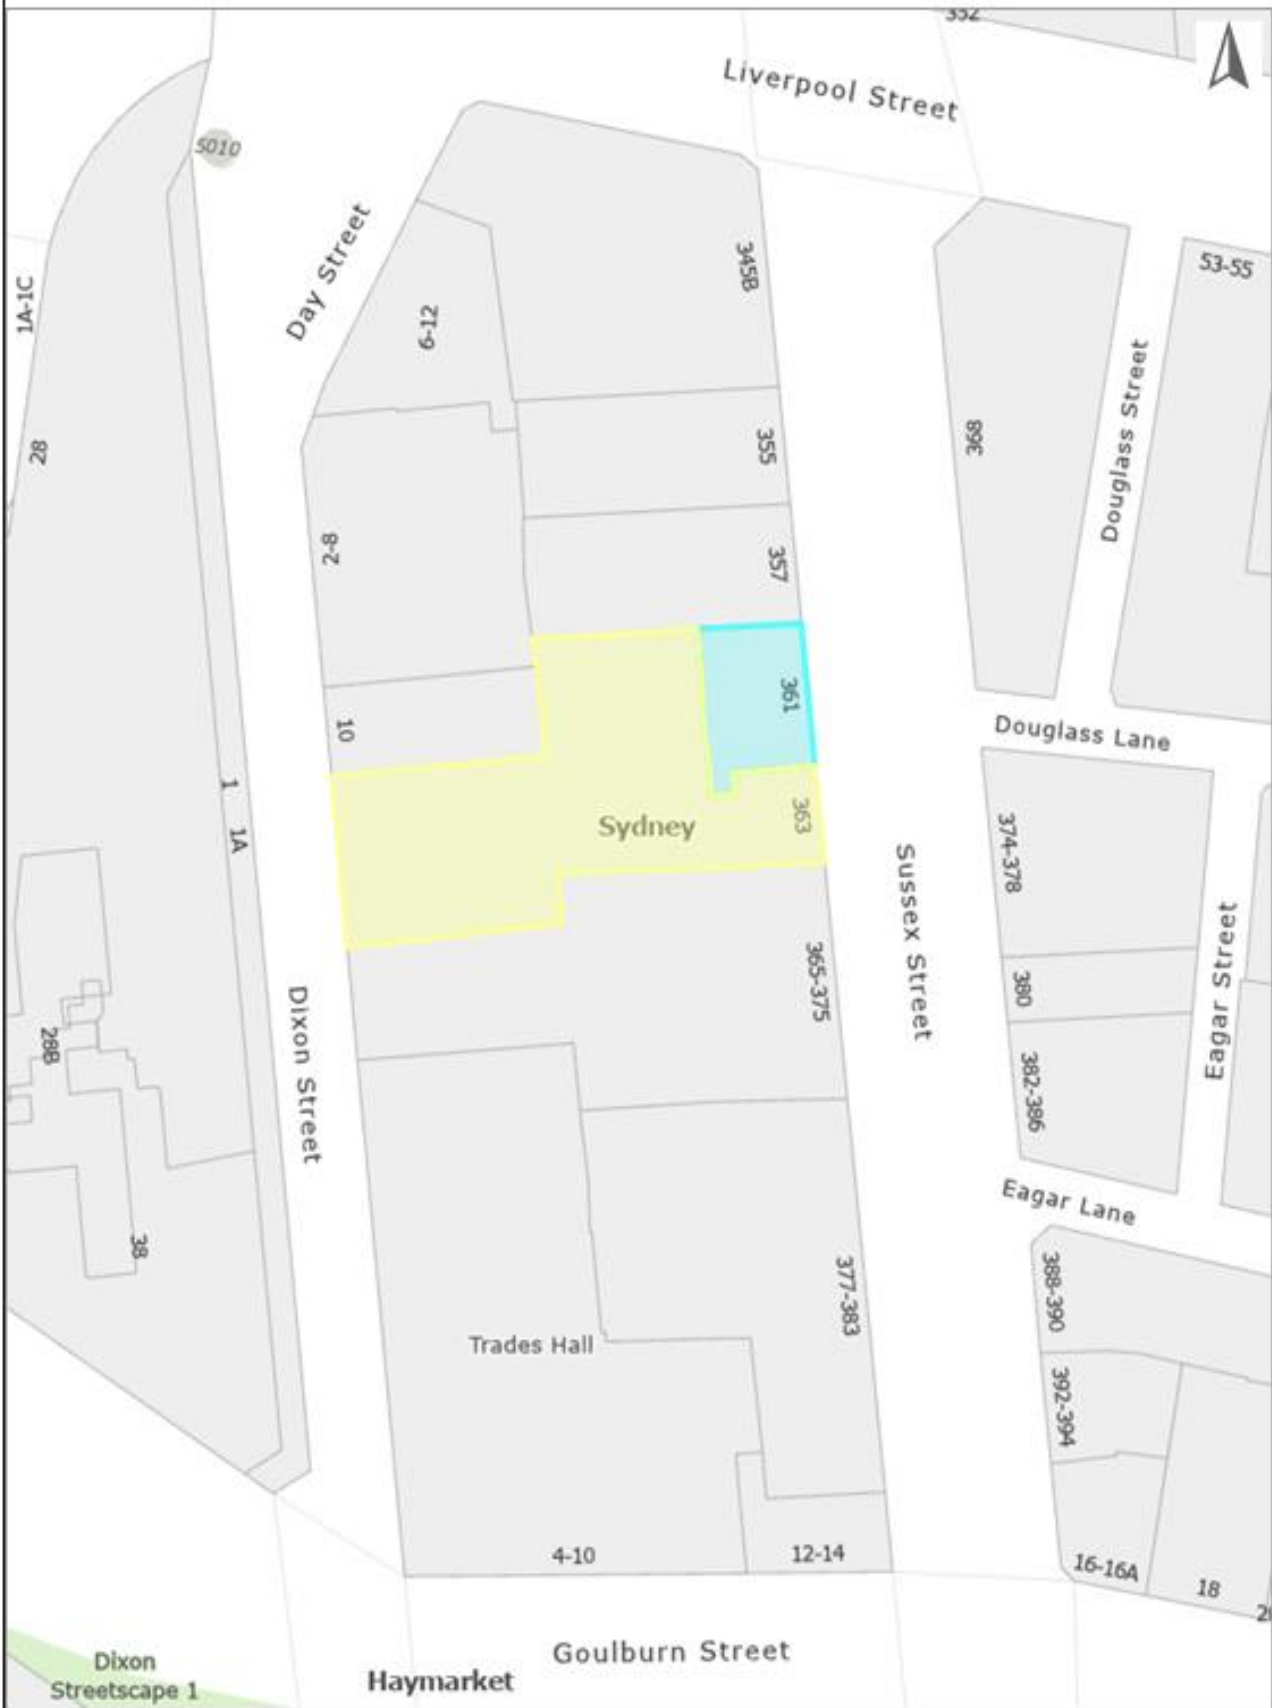 352
Liverpool Street
5010
Day Street
345B
53-55
1A-1C
6-12
Douglass Street
28
355
368
2-8
357
361
10
Douglass Lane
1
1A
363
Sydney
374-378
Sussex Street
365-375
380
Eagar Street
28B
Dixon Street
382-386
Eagar Lane
38
377-383
388-390
Trades Hall
392-394
4-10
12-14
16-16A
18
Goulburn Street
Dixon
Streetscape 1
Haymarket